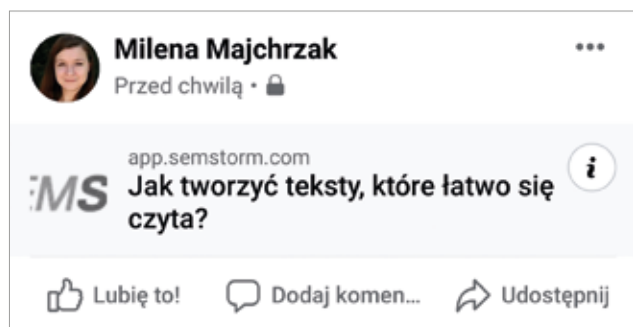 Milena Majchrzak
Przed chwilą •
app.semstorm.com
EMS
Jak tworzyć teksty, które łatwo się
czyta?
i
Lubię to!
Dodaj komen...
Udostępnij